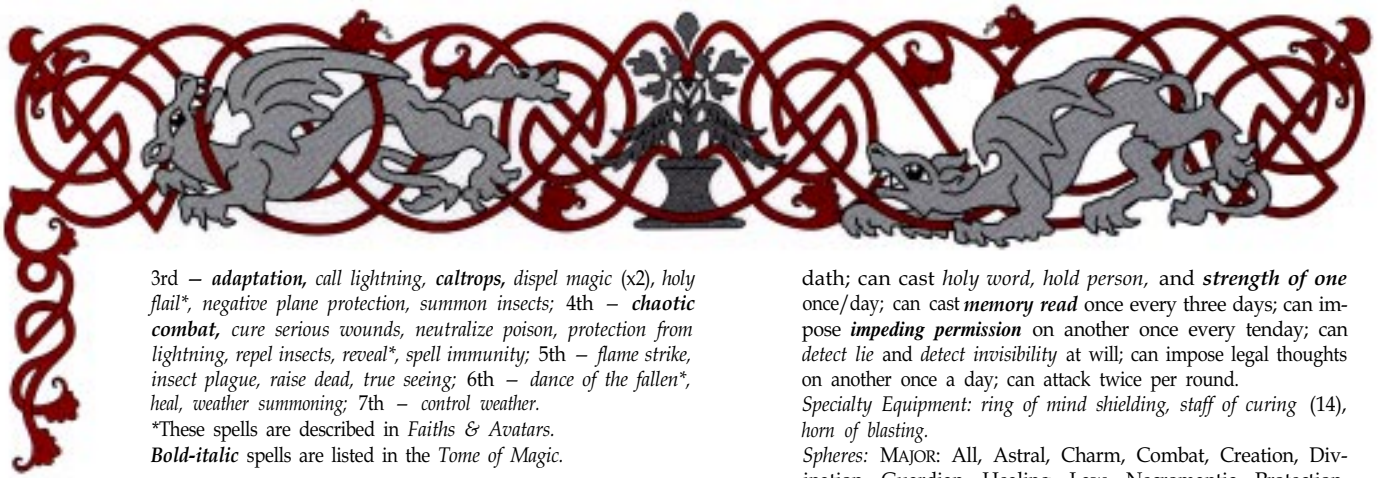 3rd – adaptation, call lightning, caltrops, dispel magic (x2), holy
flail*, negative plane protection, summon insects; 4th – chaotic
combat, cure serious wounds, neutralize poison, protection from
lightning, repel insects, reveal*, spell immunity; 5th – flame strike,
insect plague, raise dead, true seeing; 6th – dance of the fallen*,
heal, weather summoning; 7th – control weather.
*These spells are described in Faiths & Avatars.
Bold-italic spells are listed in the Tome of Magic.
dath; can cast holy word, hold person, and strength of one
once/day; can cast memory read once every three days; can im-
pose impeding permission on another once every tenday; can
detect lie and detect invisibility at will; can impose legal thoughts
on another once a day; can attack twice per round.
Specialty Equipment: ring of mind shielding, staff of curing (14),
horn of blasting.
Spheres: MAJOR: All, Astral, Charm, Combat, Creation, Div-
ination, Guardian, Healing, Law, Necromantic, Protection,